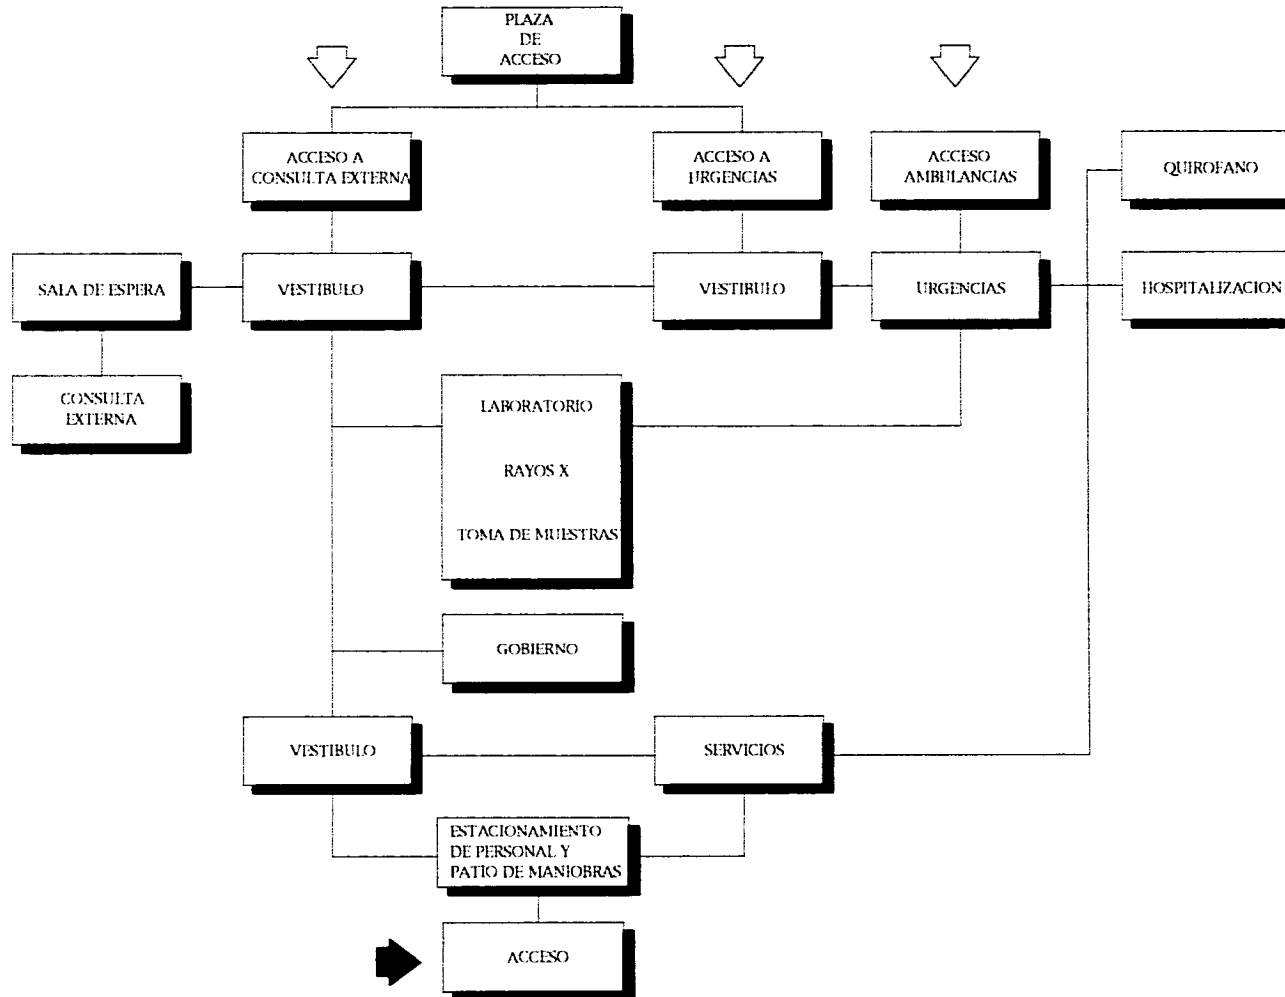 PLAZA
DE
ACCESO
ACCESO A
CONSULTA EXTERNA
ACCESO A
URGENCIAS
ACCESO
AMBULANCIAS
QUIROFANO
SALA DE ESPERA
VESTIBULO
VESTIBULO
URGENCIAS
HOSPITALIZACION
CONSULTA
EXTERNA
LABORATORIO
RAYOS X
TOMA DE MUESTRAS
GOBIERNO
VESTIBULO
SERVICIOS
ESTACIONAMIENTO
DE PERSONAL Y
PATIO DE MANIOBRAS
ACCESO